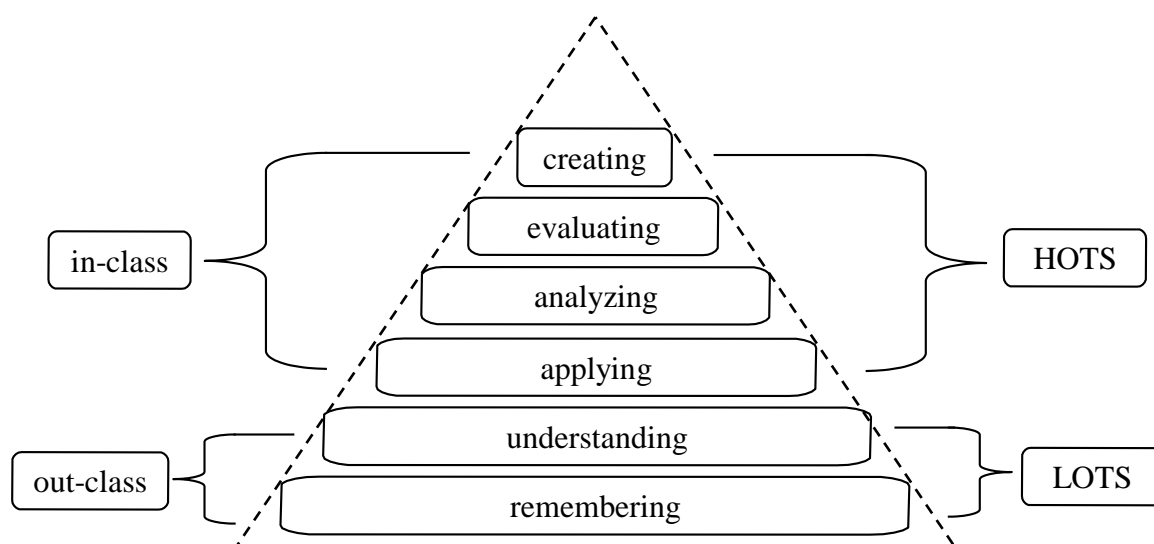 creating
evaluating
in-class
HOTS
analyzing
applying
understanding
out-class
LOTS
remembering